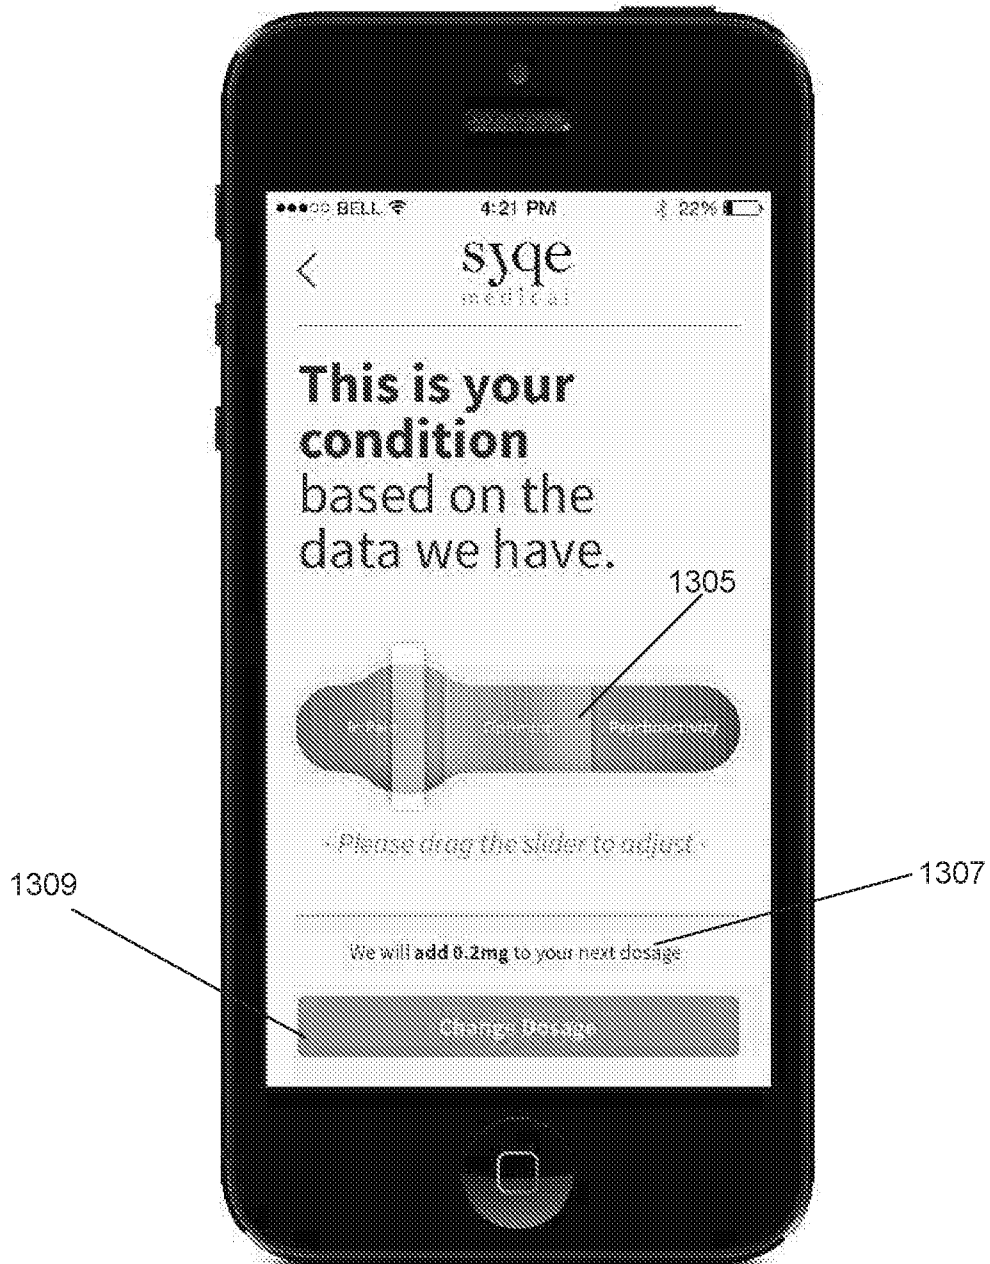 BELL
4:21 PM
22%
syqe
medical
This is your
condition
based on the
data we have.
1305
Psychoactivity
- Please drag the slider to adjust -
1309
1307
We will add 0.2mg to your next dosage
Change Dosage